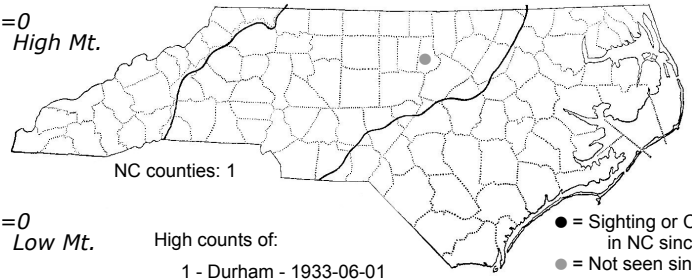 =0
High Mt.
NC counties: 1
=0
Low Mt.
High counts of:
1 - Durham - 1933-06-01
● = Sighting or
in NC sinc
● = Not seen sin